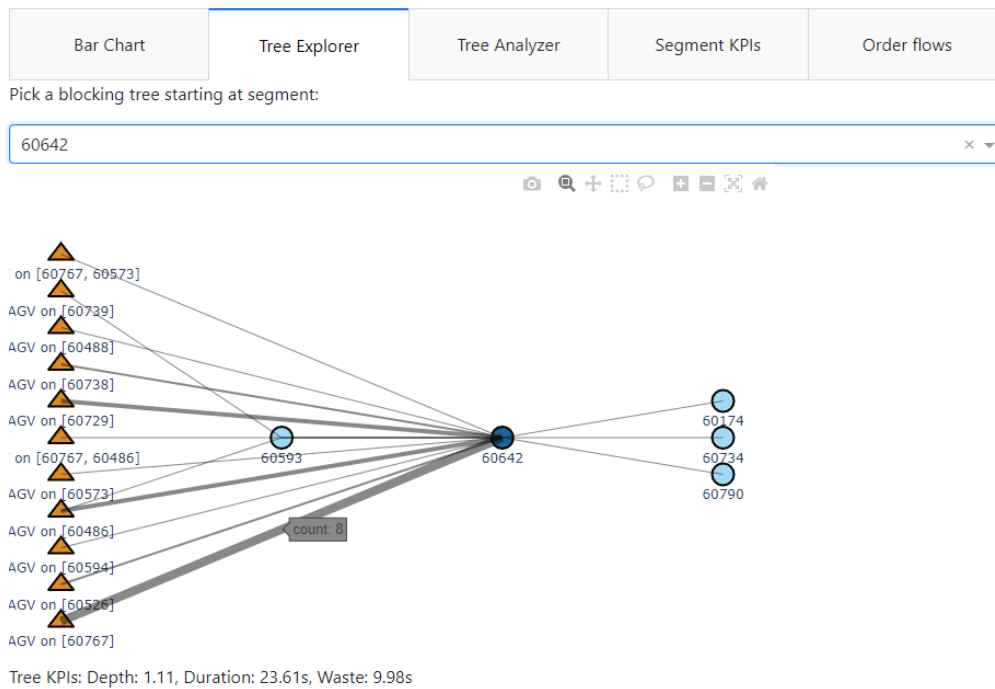 Bar Chart Tree Explorer Tree Analyzer Segment KPIs Order flows
Pick a blocking tree starting at segment:
60642
on [60767, 60573]
AGV on [60739]
AGV on [60488]
60174
AGV on [60738]
AGV on [60729]
60593 60642 60734
on [60767, 60486]
AGV on [60573]
60790
AGV on [60486]
count: 8
AGV on [60594]
AGV on [60526]
AGV on [60767]
Tree KPIs: Depth: 1.11, Duration: 23.61s, Waste: 9.98s